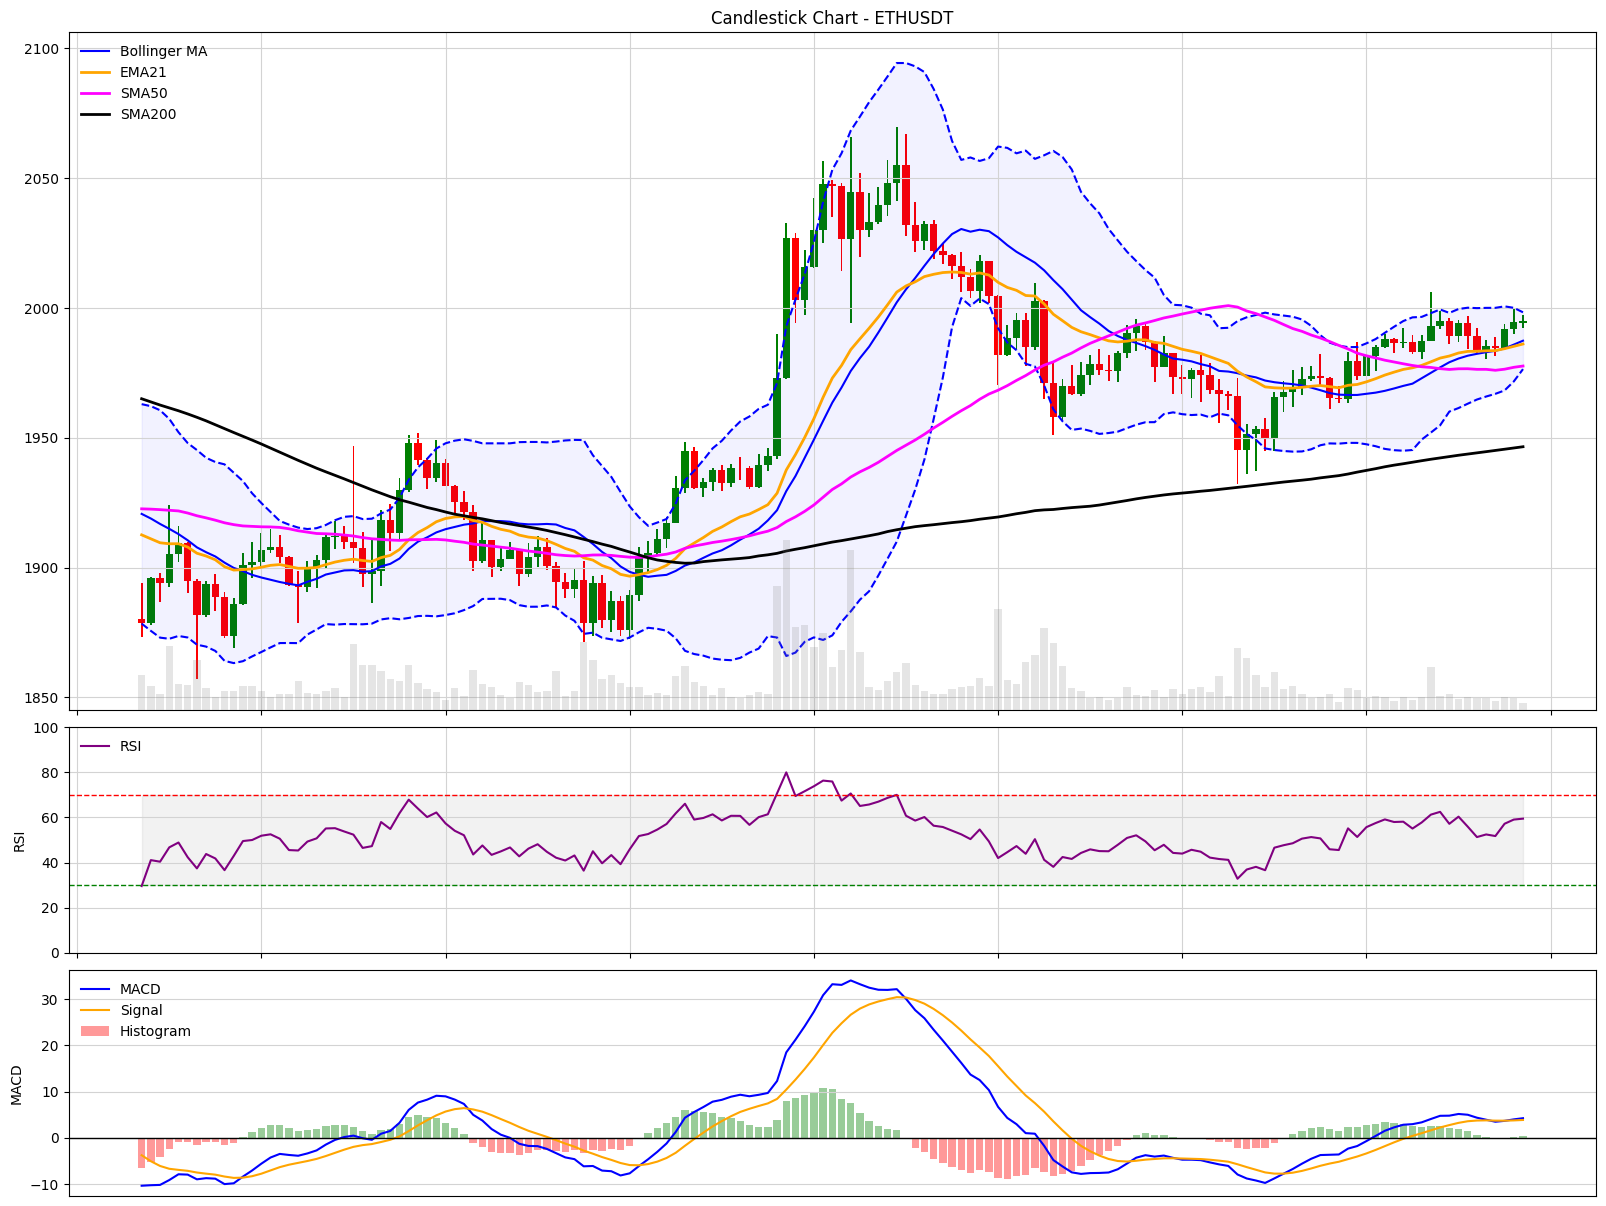 Candlestick Chart - ETHUSDT
2100
2050
2000
1950
1900
1850
Bollinger MA
EMA21
SMA50
SMA200
100
80
60
40
20
0
RSI
RSI
30
20
10
0
−10
MACD
MACD
Signal
Histogram